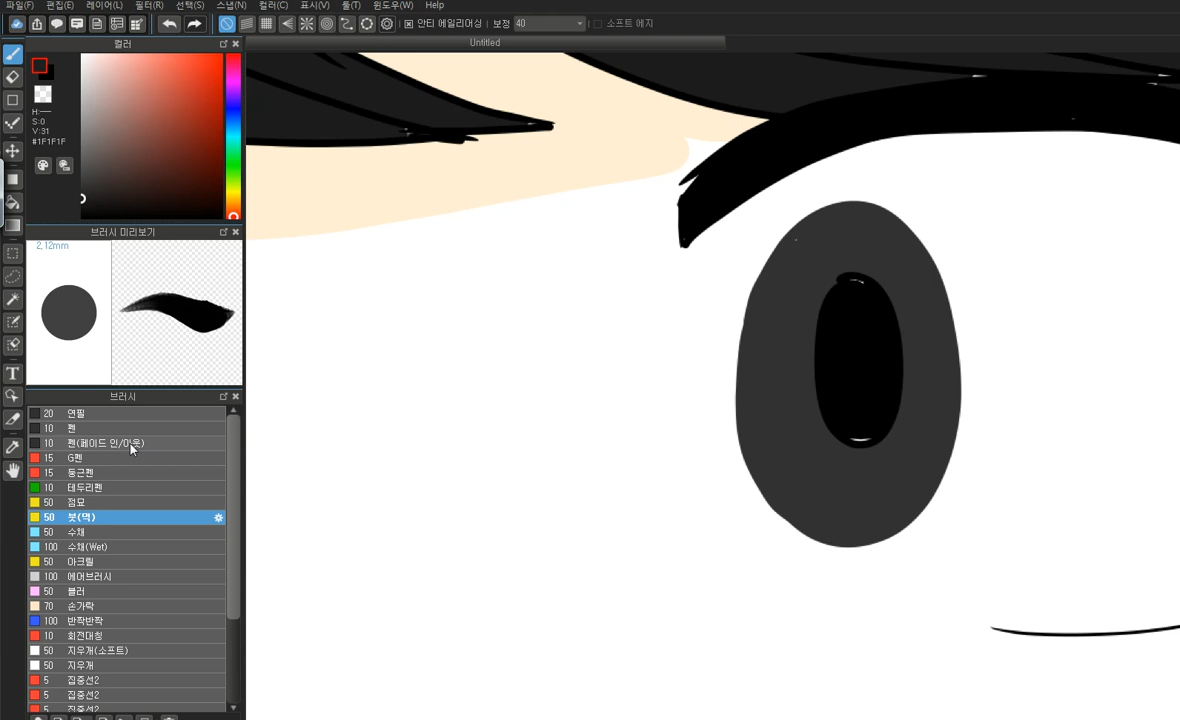 파일(F) 편집(E) 레이어(L) 필터(R) 선택(S) 스냅(N) 컬러(C) 표시(V) 툴(T) 윈도우(W) Help
안티 에일리어싱 보정 40 소프트 에지
컬러
Untitled
H:---
S:0
V:31
#1F1F1F
브러시 미리보기
2.12mm
브러시
20 연필
10 펜
10 펜(페이드 인/아웃)
15 G펜
15 둥근펜
10 테두리펜
50 점묘
50 붓(먹)
50 수채
100 수채(Wet)
50 아크릴
100 에어브러시
50 블러
70 손가락
100 반작반작
10 회전대칭
50 지우개(소프트)
50 지우개
5 집중선2
5 집중선2
5 집중선2
T